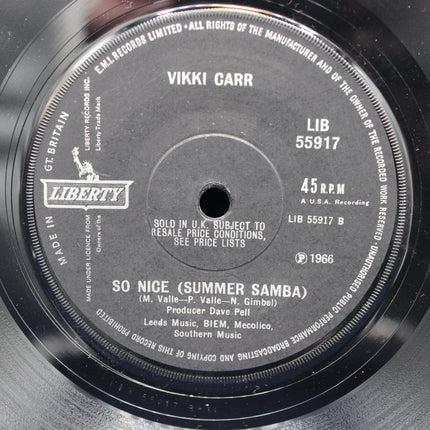 E.M.I. RECORDS LIMITED • ALL RIGHTS OF THE MANUFACTURER AND OF THE OWNER OF THE RECORDED WORK RESERVED • UNAUTHORISED PUBLIC PERFORMANCE BROADCASTING AND COPYING OF THIS RECORD PROHIBITED
MADE IN GT. BRITAIN
VIKKI CARR
LIB
55917
LIBERTY RECORDS INC.
Liberty Trade Mark
LIBERTY
MADE UNDER LICENCE FROM
Owners of the
45 R.P.M
A U.S.A. Recording
LIB 55917 B
SOLD IN U.K. SUBJECT TO
RESALE PRICE CONDITIONS,
SEE PRICE LISTS
℗ 1966
SO NICE (SUMMER SAMBA)
(M. Valle—P. Valle—N. Gimbel)
Producer Dave Pell
Leeds Music, BIEM, Mecolico,
Southern Music